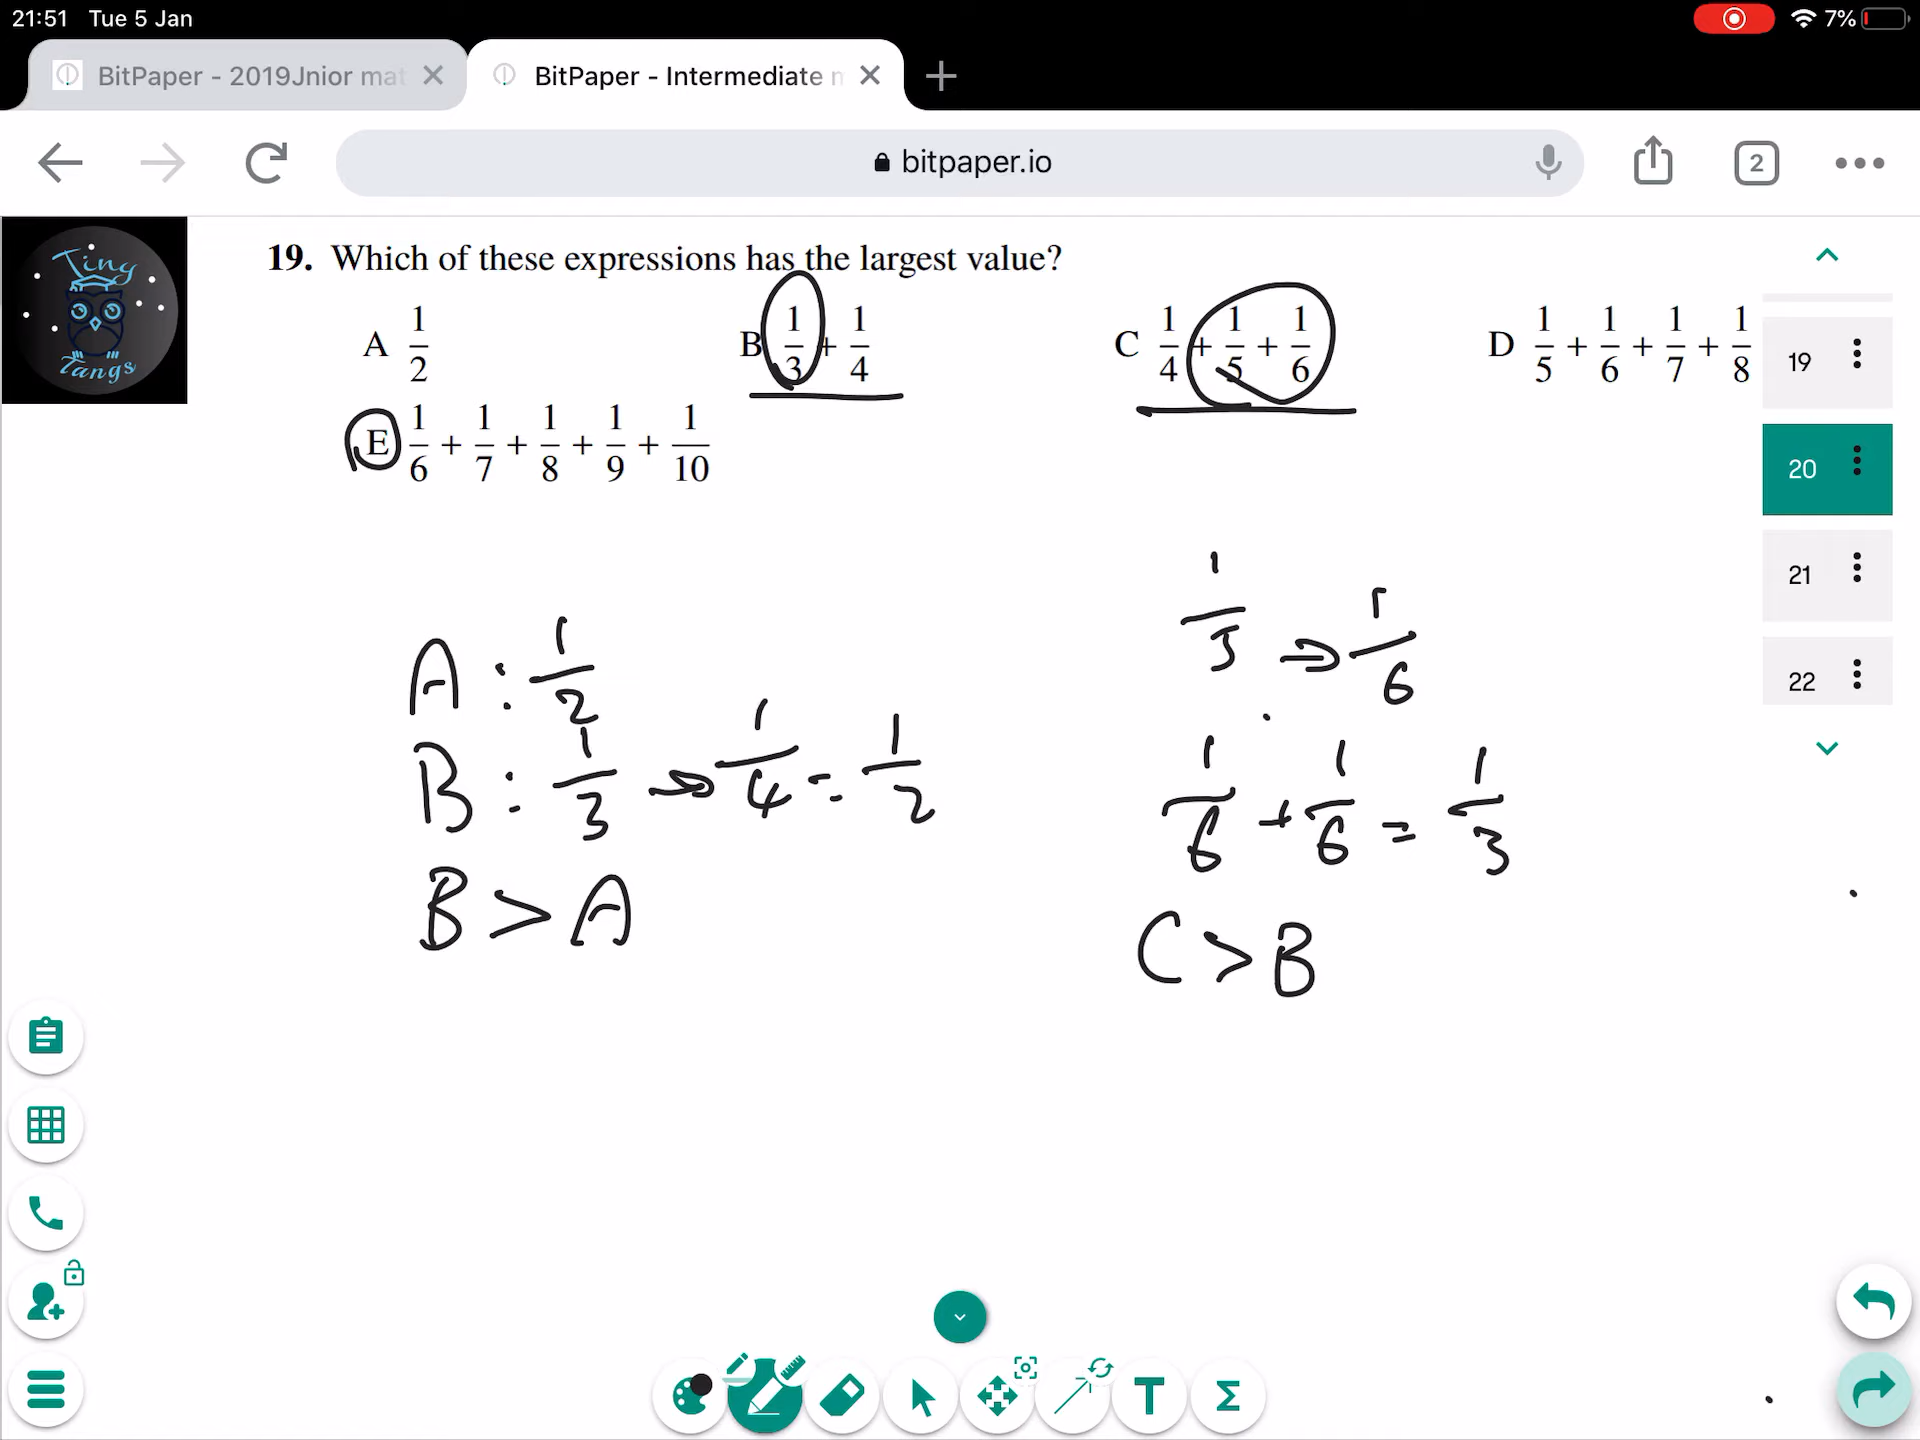 21:51 Tue 5 Jan 7%
BitPaper - 2019Jnior mat BitPaper - Intermediate n
bitpaper.io 2
Tiny
Tangs
19. Which of these expressions has the largest value?
A 1/2 B 1/3 + 1/4 C 1/4 + 1/5 + 1/6 D 1/5 + 1/6 + 1/7 + 1/8
E 1/6 + 1/7 + 1/8 + 1/9 + 1/10
19
20
21
22
A : 1/2
B : 1/3 → 1/4 = 1/2
B > A
1/5 ⇒ 1/6
1/6 + 1/6 = 1/3
C > B
T Σ